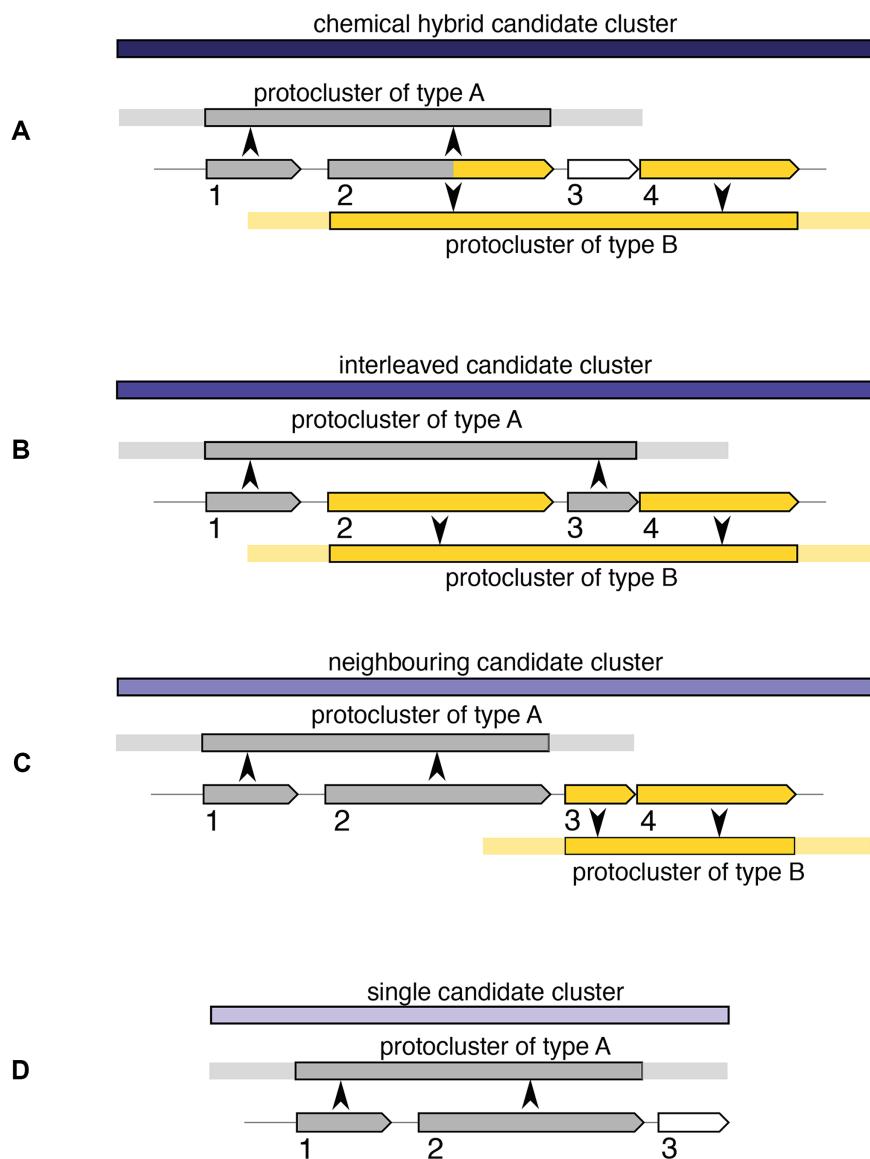 chemical hybrid candidate cluster
protocluster of type A
A
1 2 3 4
protocluster of type B
interleaved candidate cluster
protocluster of type A
B
1 2 3 4
protocluster of type B
neighbouring candidate cluster
protocluster of type A
C
1 2 3 4
protocluster of type B
single candidate cluster
protocluster of type A
D
1 2 3